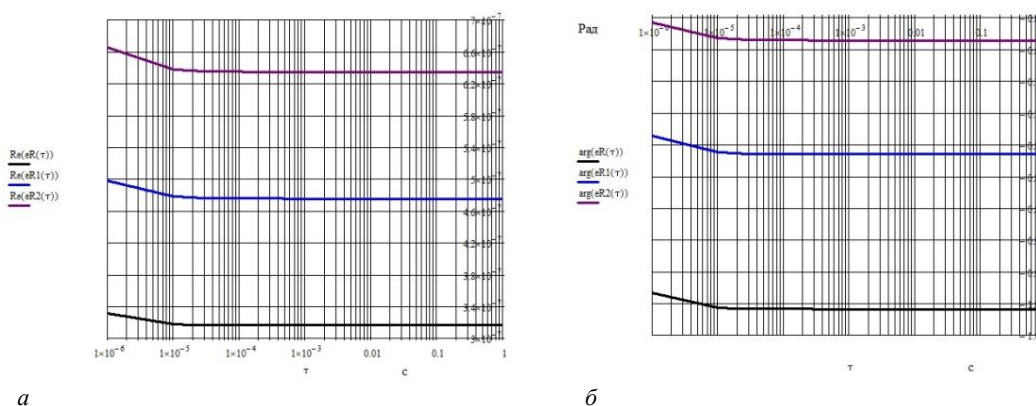 7×10⁻⁷
6.6×10⁻⁷
6.2×10⁻⁷
5.8×10⁻⁷
5.4×10⁻⁷
5×10⁻⁷
4.6×10⁻⁷
4.2×10⁻⁷
3.8×10⁻⁷
3.4×10⁻⁷
3×10⁻⁷
Re(eR(τ))
Re(eR1(τ))
Re(eR2(τ))
1×10⁻⁶ 1×10⁻⁵ 1×10⁻⁴ 1×10⁻³ 0.01 0.1 1
τ с
а
Рад
1×10⁻⁵ 1×10⁻⁴ 1×10⁻³ 0.01 0.1
arg(eR(τ))
arg(eR1(τ))
arg(eR2(τ))
τ с
б